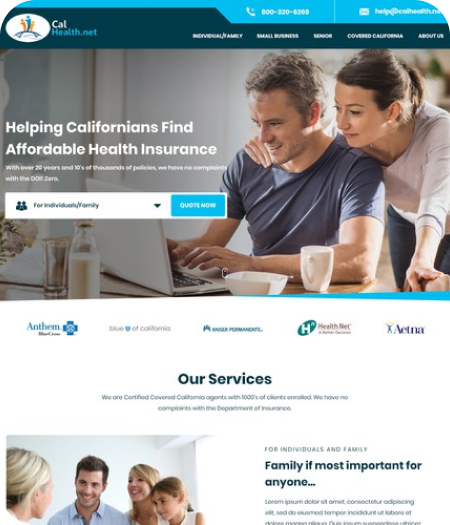 Cal
Health.net
800-320-6269
help@calhealth.ne
INDIVIDUAL/FAMILY SMALL BUSINESS SENIOR COVERED CALIFORNIA ABOUT US
Helping Californians Find
Affordable Health Insurance
With over 20 years and 10's of thousands of policies, we have no complaints
with the DOI! Zero.
For Individuals/Family
QUOTE NOW
Anthem
BlueCross
blue of california
KAISER PERMANENTE.
Health Net
A Better Decision
Aetna
Our Services
We are Certified Covered California agents with 1000's of clients enrolled. We have no
complaints with the Department of Insurance.
FOR INDIVIDUALS AND FAMILY
Family if most important for
anyone...
Lorem ipsum dolor sit amet, consectetur adipiscing
elit, sed do eiusmod tempor incididunt ut labore et
dolore magna aliqua. Quis ipsum suspendisse ultrices